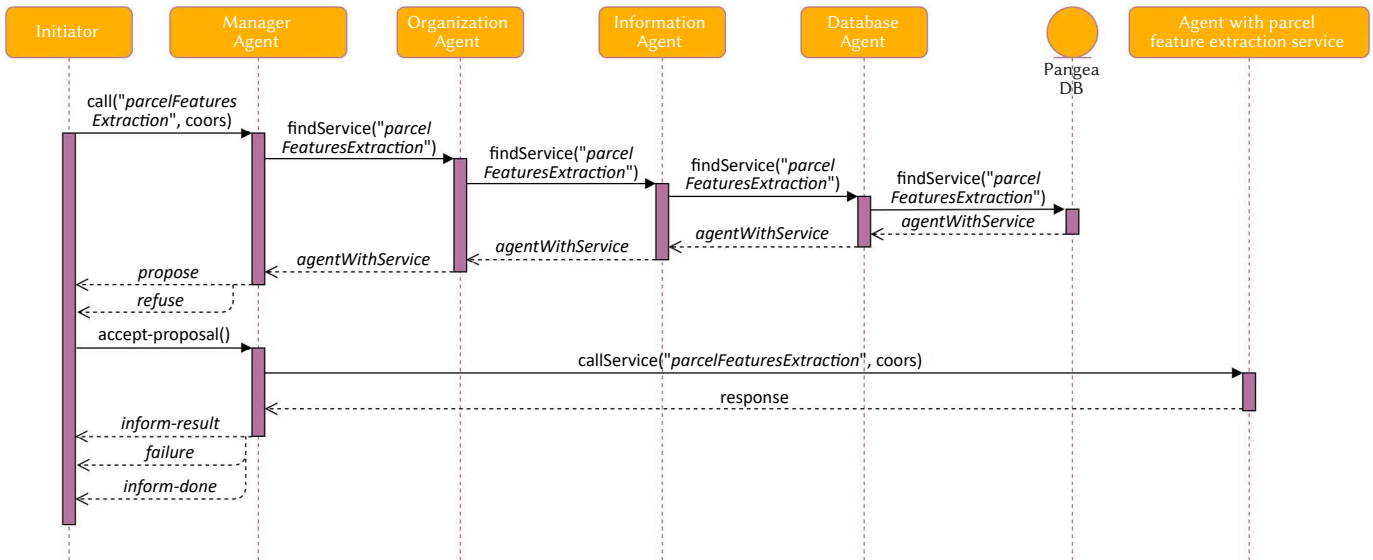 Initiator
Manager
Agent
Organization
Agent
Information
Agent
Database
Agent
Pangea
DB
Agent with parcel
feature extraction service
call("parcelFeatures
Extraction", coors)
findService("parcel
FeaturesExtraction")
findService("parcel
FeaturesExtraction")
findService("parcel
FeaturesExtraction")
findService("parcel
FeaturesExtraction")
agentWithService
agentWithService
agentWithService
agentWithService
propose
refuse
accept-proposal()
callService("parcelFeaturesExtraction", coors)
response
inform-result
failure
inform-done